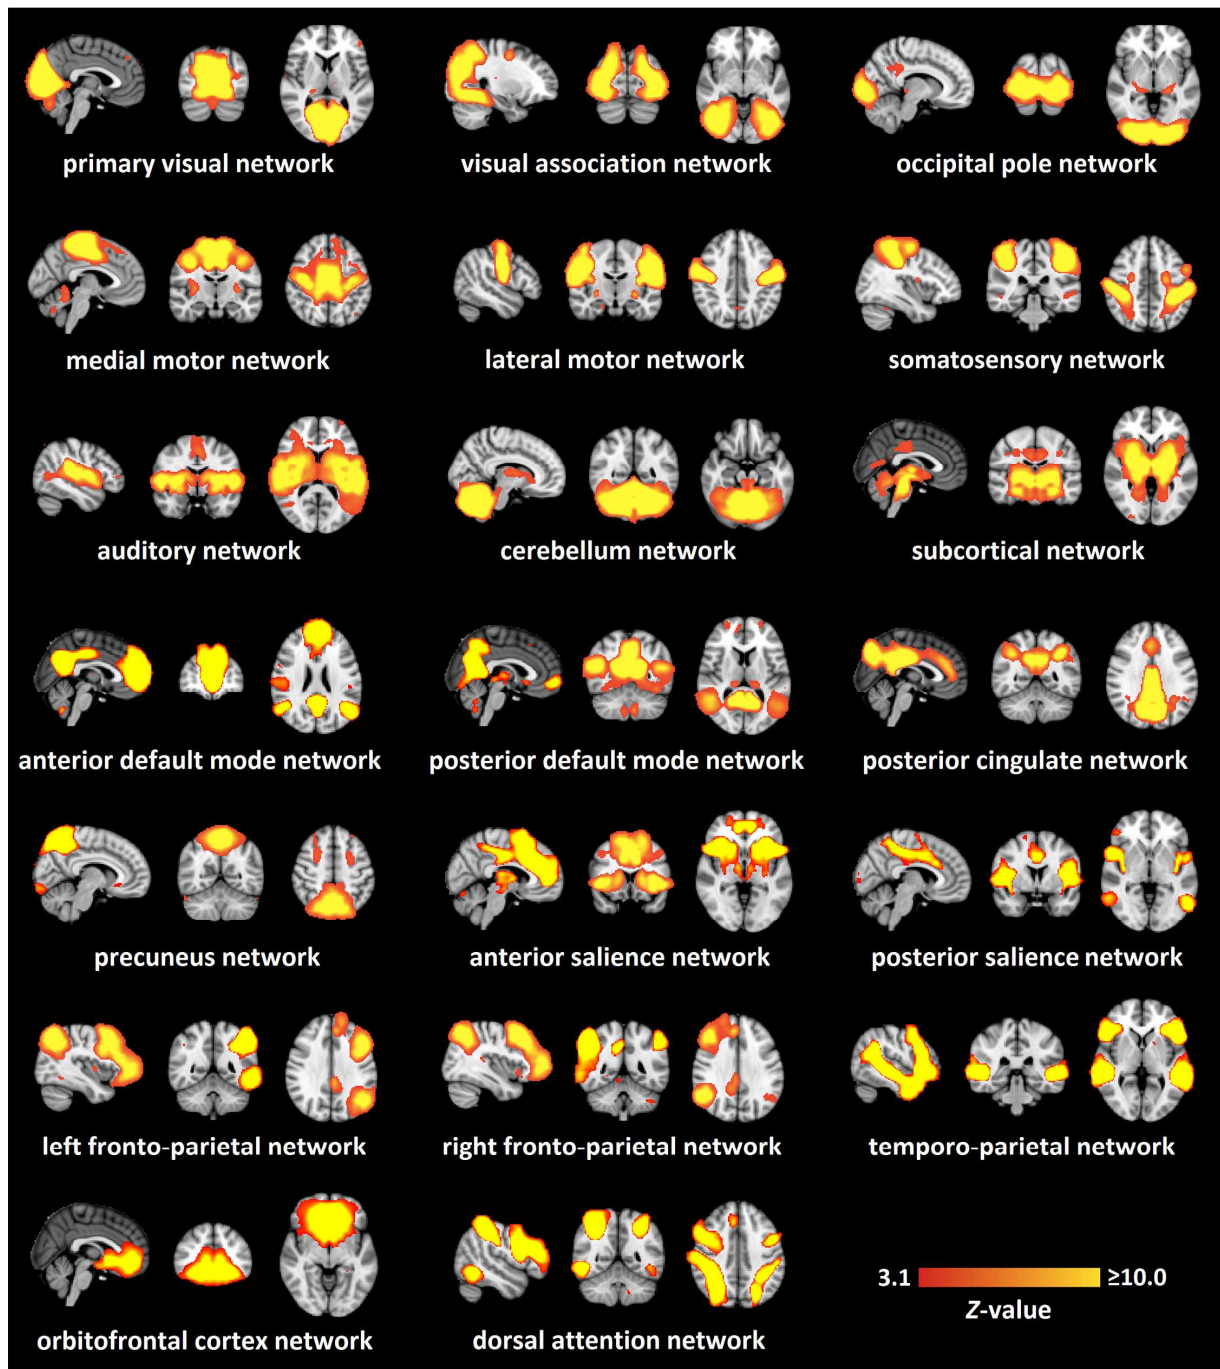 primary visual network
visual association network
occipital pole network
medial motor network
lateral motor network
somatosensory network
auditory network
cerebellum network
subcortical network
anterior default mode network
posterior default mode network
posterior cingulate network
precuneus network
anterior salience network
posterior salience network
left fronto-parietal network
right fronto-parietal network
temporo-parietal network
orbitofrontal cortex network
dorsal attention network
3.1 ≥10.0
Z-value